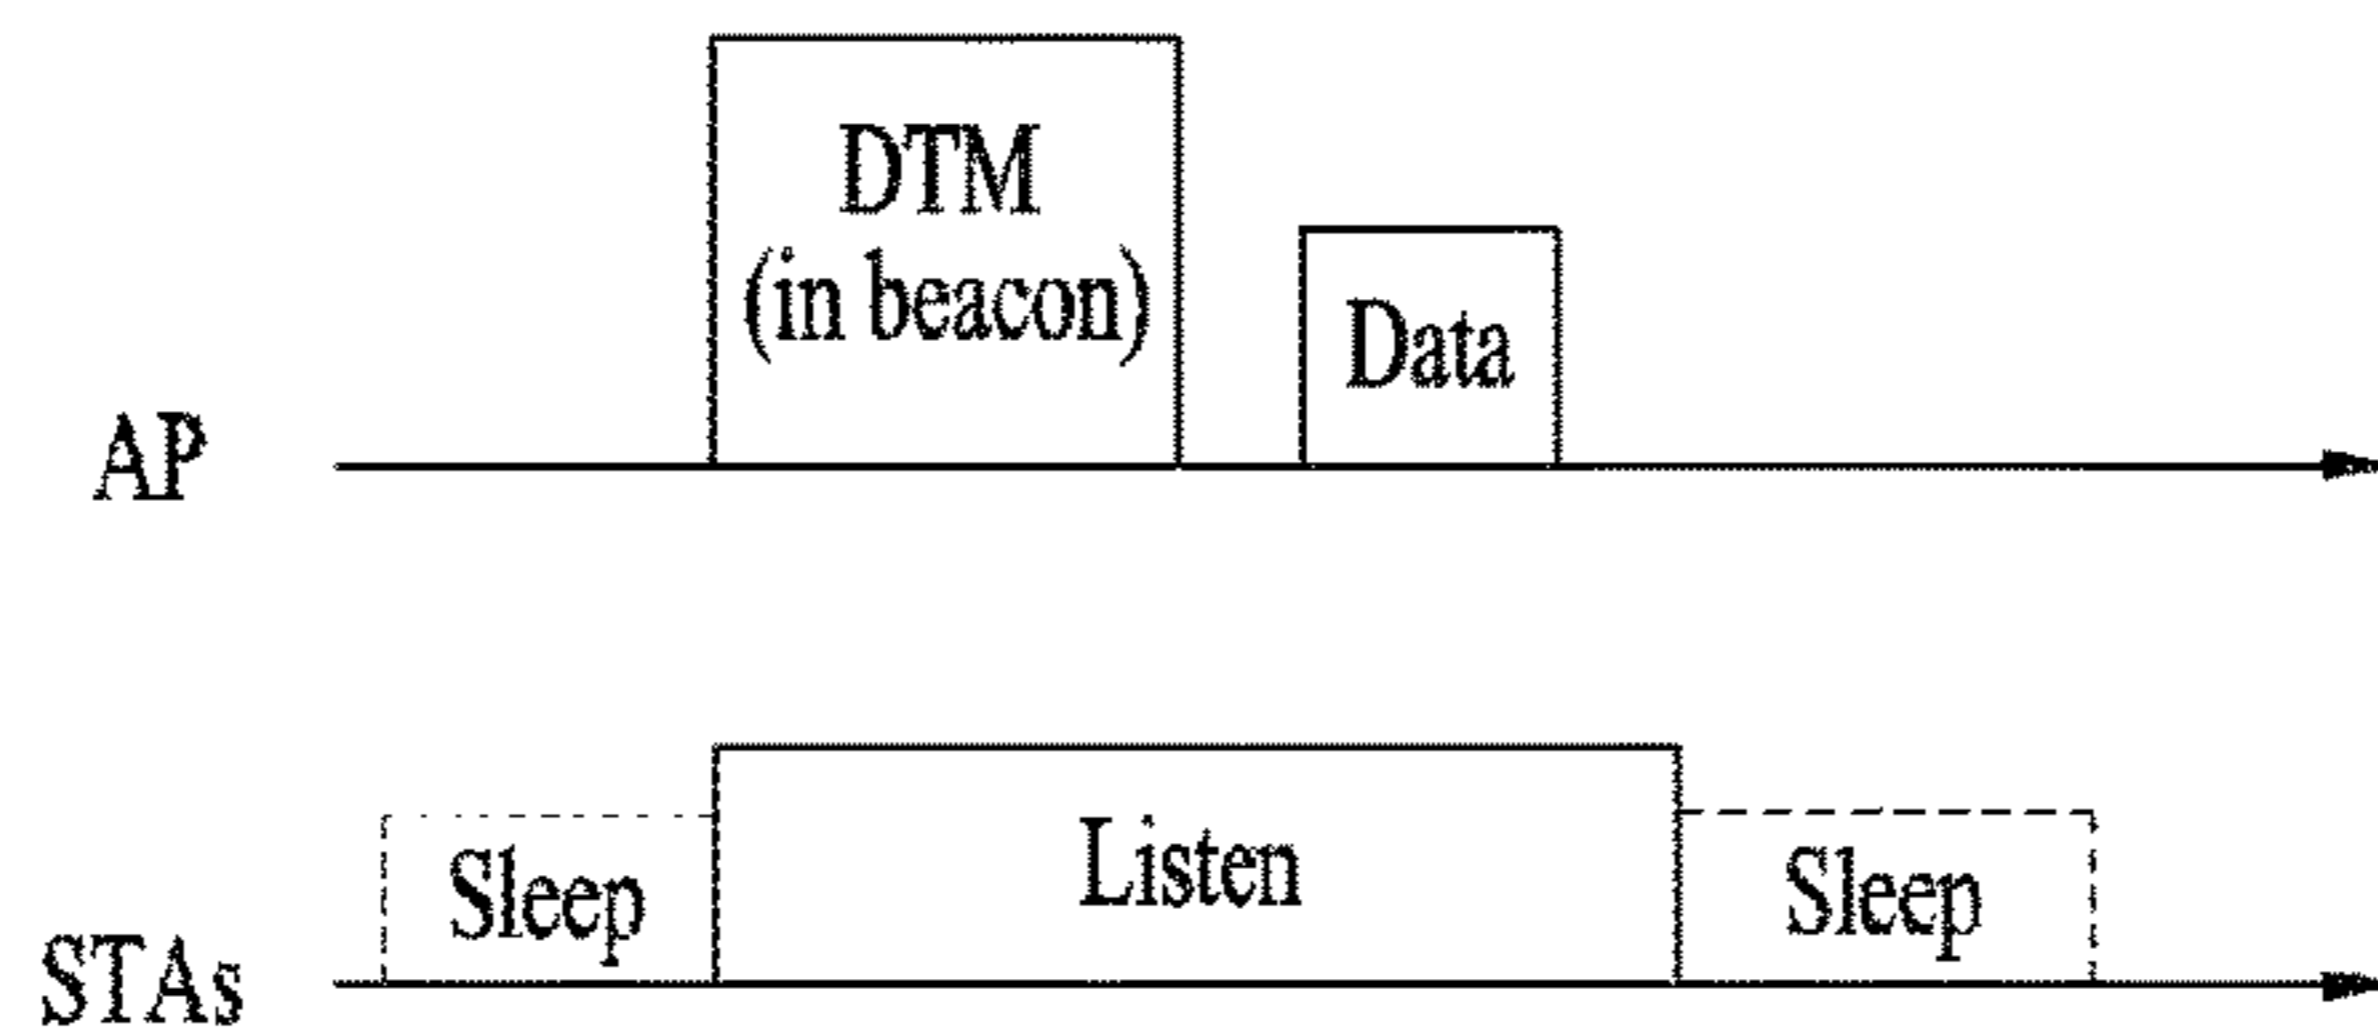 DTM
(in beacon)
Data
AP
Listen
Sleep
Sleep
STAs